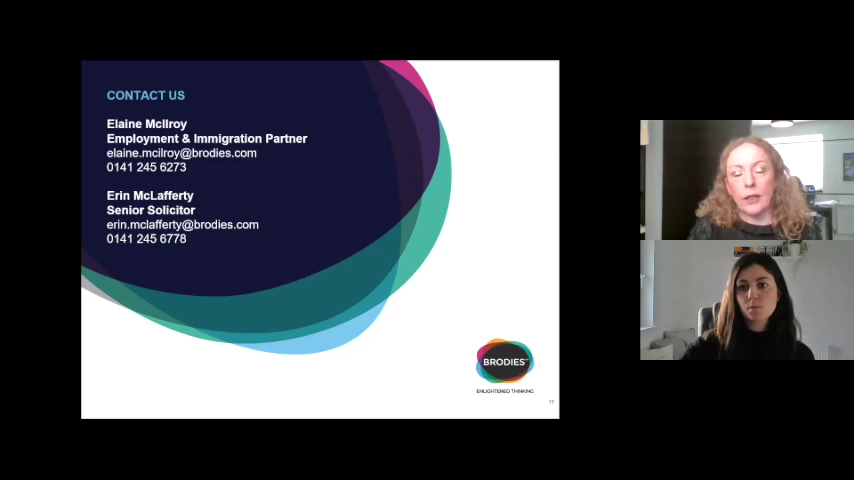 CONTACT US
Elaine McIlroy
Employment & Immigration Partner
elaine.mcilroy@brodies.com
0141 245 6273
Erin McLafferty
Senior Solicitor
erin.mclafferty@brodies.com
0141 245 6778
BRODIES
ENLIGHTENED THINKING
17